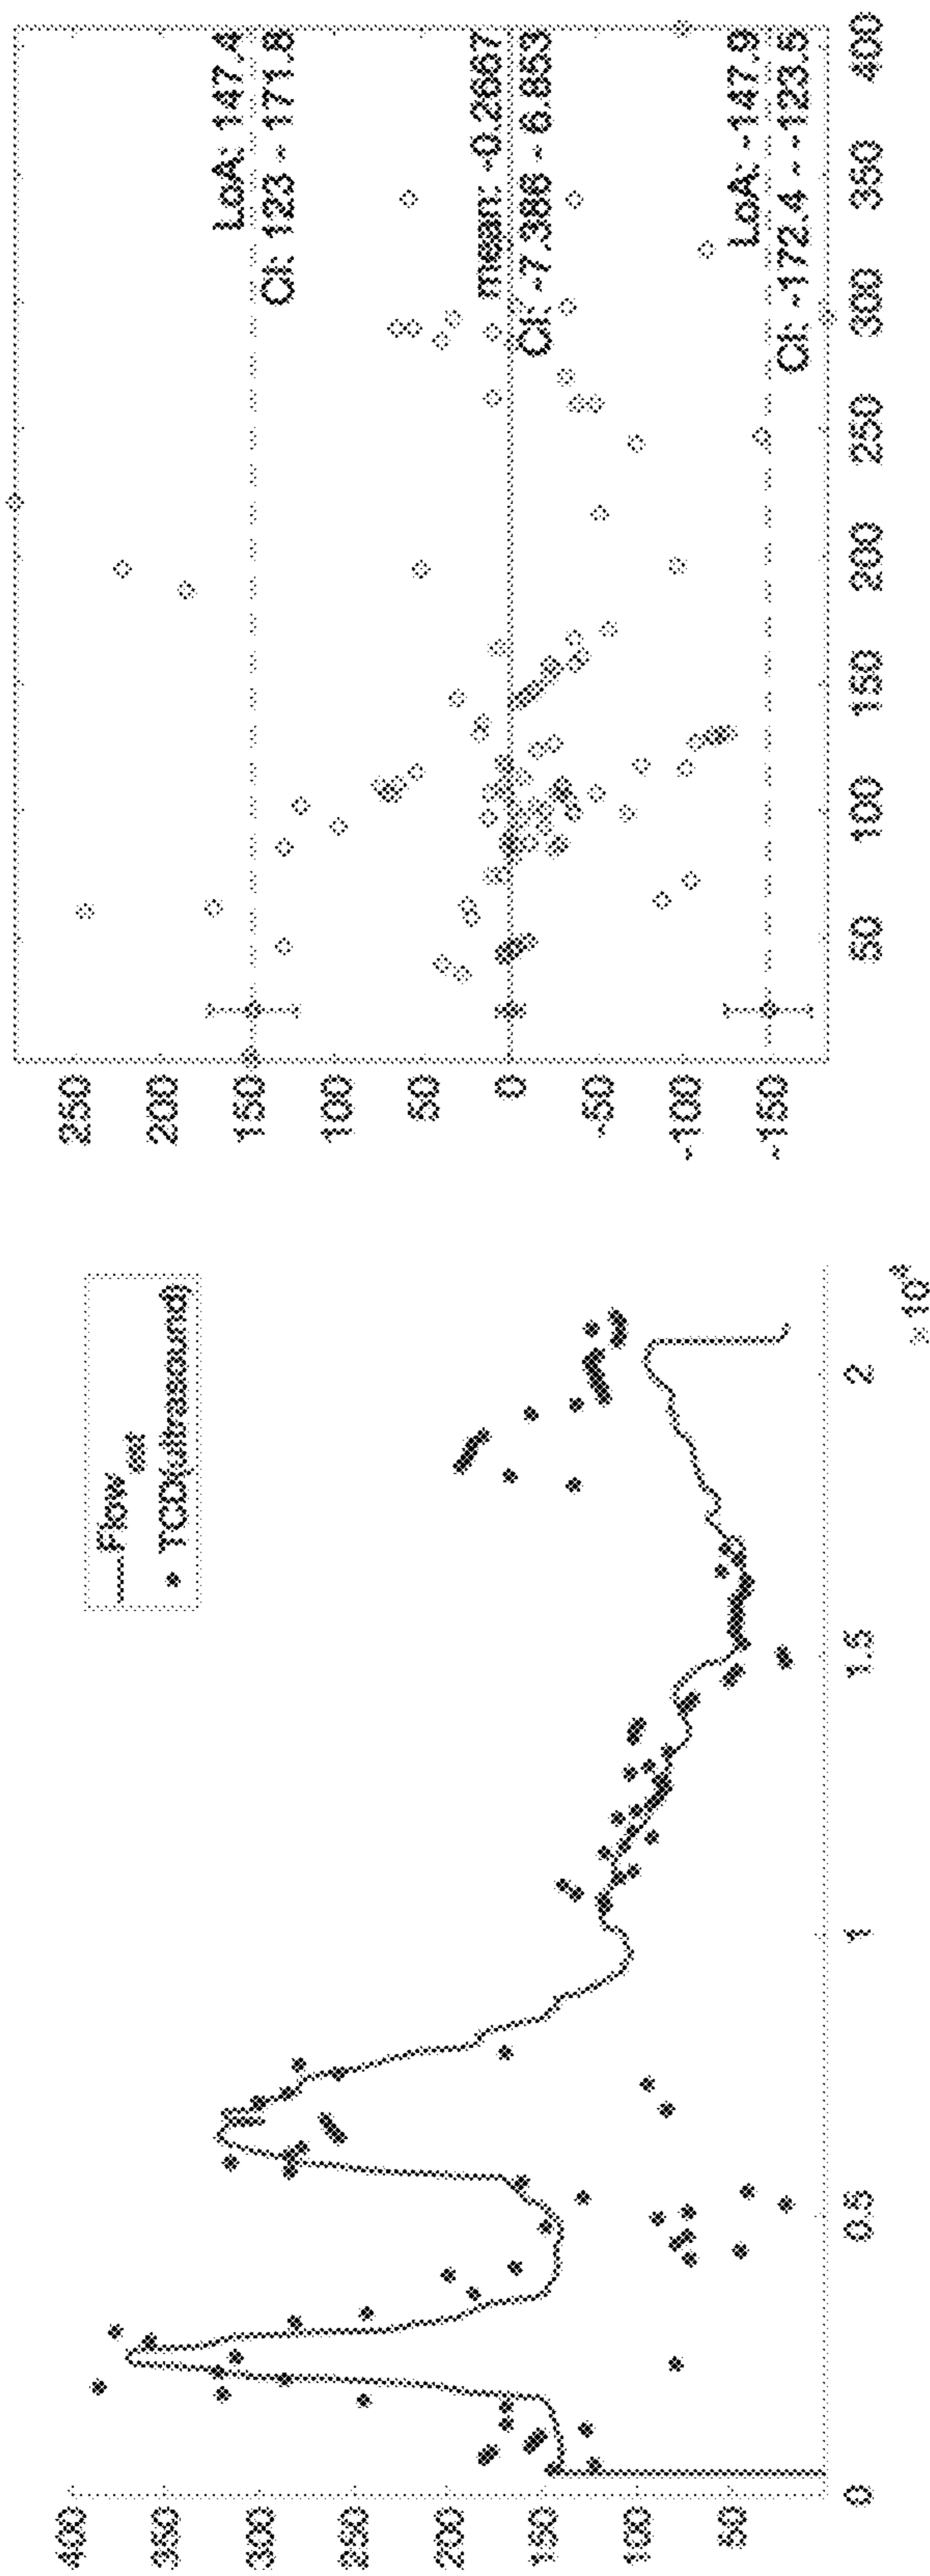 400
350
300
250
200
150
100
50
Flow est
TCD(ultrasound)
0 0.5 1 1.5 2
×10⁴
250
200
150
100
50
0
-50
-100
-150
LoA: 147.4
CI: 123 - 171.8
mean: -0.2667
CI: -7.386 - 6.853
LoA: -147.9
CI: -172.4 - -123.5
50 100 150 200 250 300 350 400